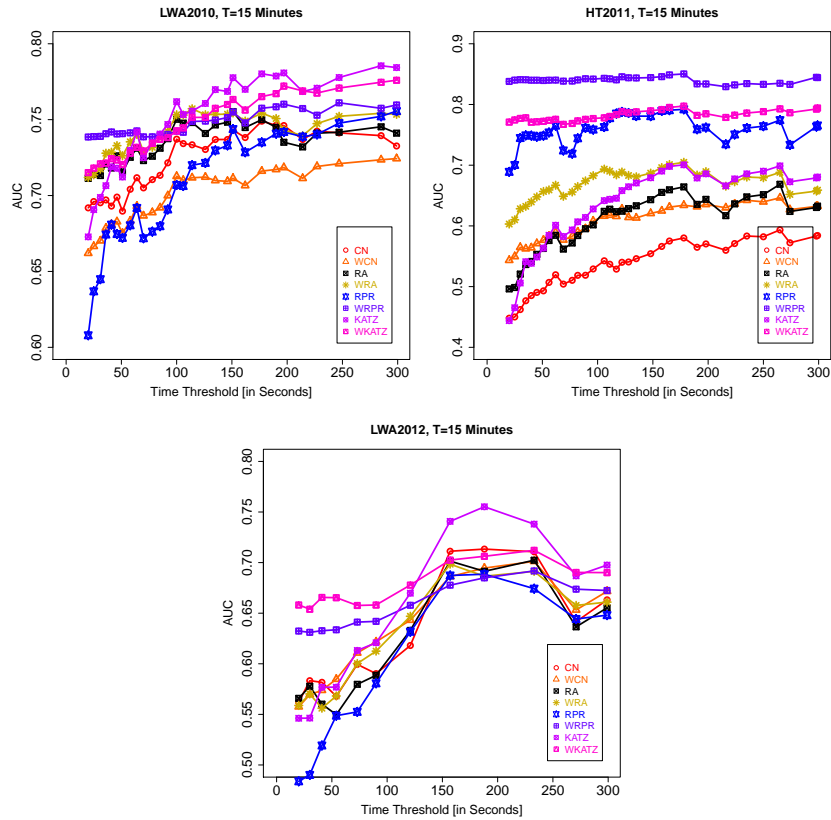 LWA2010, T=15 Minutes
AUC
0.60
0.65
0.70
0.75
0.80
0
50
100
150
200
250
300
Time Threshold [in Seconds]
CN
WCN
RA
WRA
RPR
WRPR
KATZ
WKATZ
HT2011, T=15 Minutes
AUC
0.4
0.5
0.6
0.7
0.8
0.9
0
50
100
150
200
250
300
Time Threshold [in Seconds]
CN
WCN
RA
WRA
RPR
WRPR
KATZ
WKATZ
LWA2012, T=15 Minutes
AUC
0.50
0.55
0.60
0.65
0.70
0.75
0.80
0
50
100
150
200
250
300
Time Threshold [in Seconds]
CN
WCN
RA
WRA
RPR
WRPR
KATZ
WKATZ